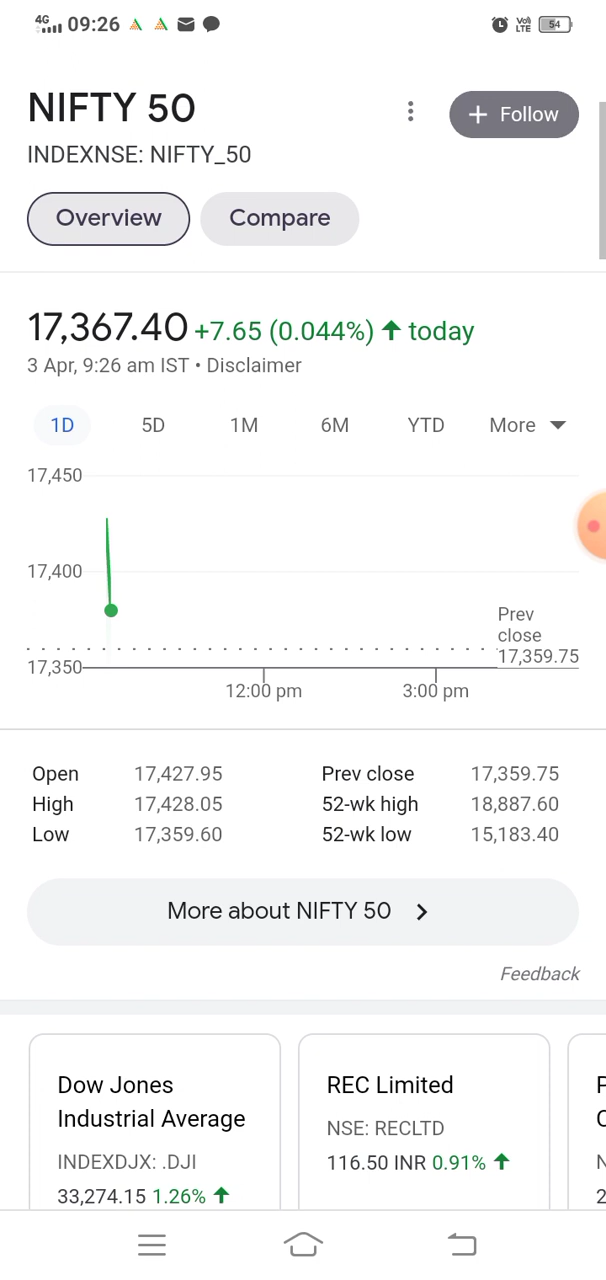 4G 09:26 Voll LTE 54
NIFTY 50
+ Follow
INDEXNSE: NIFTY_50
Overview Compare
17,367.40 +7.65 (0.044%) ↑ today
3 Apr, 9:26 am IST • Disclaimer
1D 5D 1M 6M YTD More
17,450
17,400
Prev
close
17,359.75
17,350
12:00 pm 3:00 pm
Open 17,427.95 Prev close 17,359.75
High 17,428.05 52-wk high 18,887.60
Low 17,359.60 52-wk low 15,183.40
More about NIFTY 50 >
Feedback
Dow Jones
Industrial Average
INDEXDJX: .DJI
33,274.15 1.26% ↑
REC Limited
NSE: RECLTD
116.50 INR 0.91% ↑